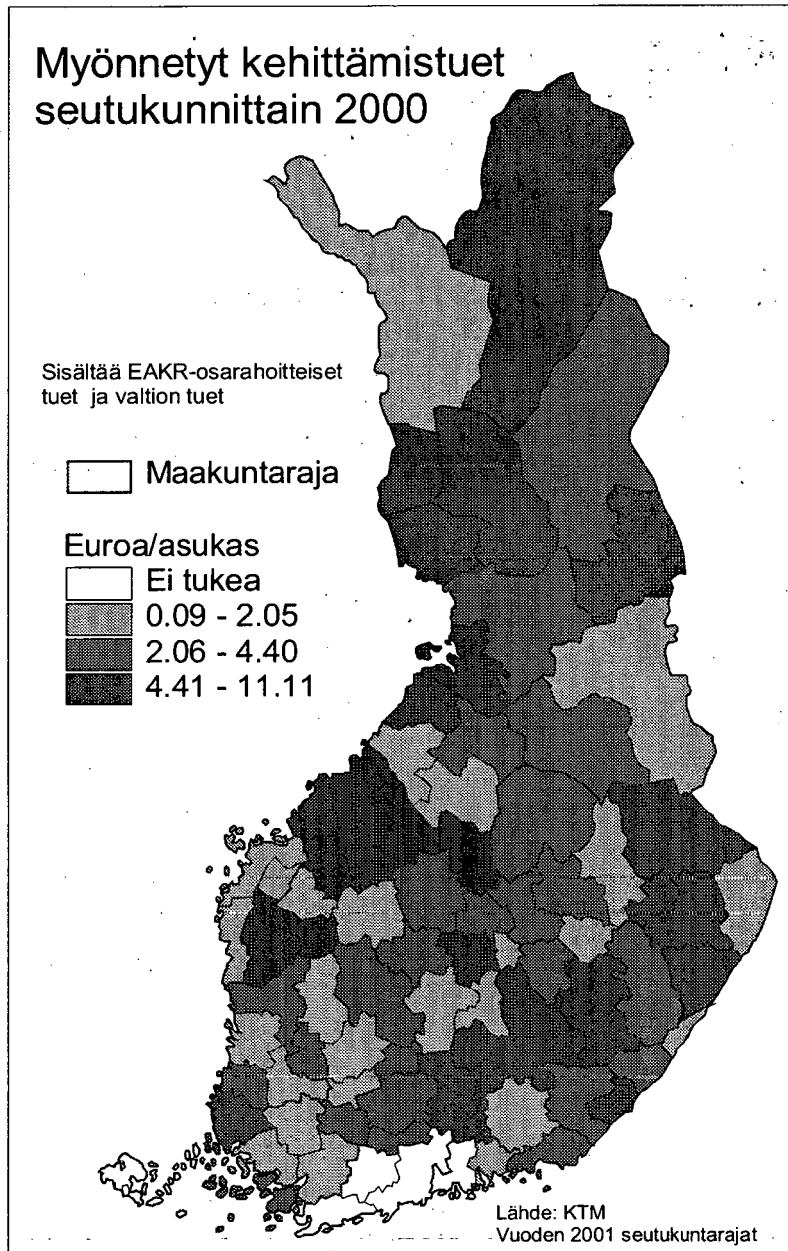 Myönnetyt kehittämistuet
seutukunnittain 2000
Sisältää EAKR-osarahoitteiset
tuet ja valtion tuet
Maakuntaraja
Euroa/asukas
Ei tukea
0.09 - 2.05
2.06 - 4.40
4.41 - 11.11
Lähde: KTM
Vuoden 2001 seutukuntarajat